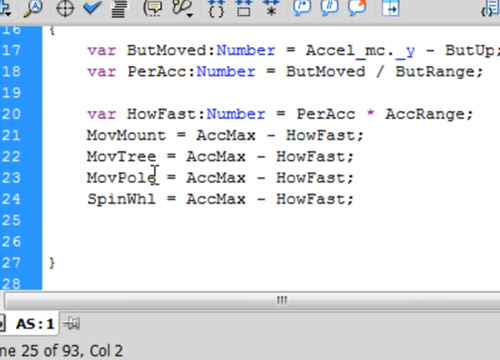 16 {
17 var ButMoved:Number = Accel_mc._y - ButUp;
18 var PerAcc:Number = ButMoved / ButRange;
19
20 var HowFast:Number = PerAcc * AccRange;
21 MovMount = AccMax - HowFast;
22 MovTree = AccMax - HowFast;
23 MovPole = AccMax - HowFast;
24 SpinWhl = AccMax - HowFast;
25
26
27 }
28
AS:1
ne 25 of 93, Col 2